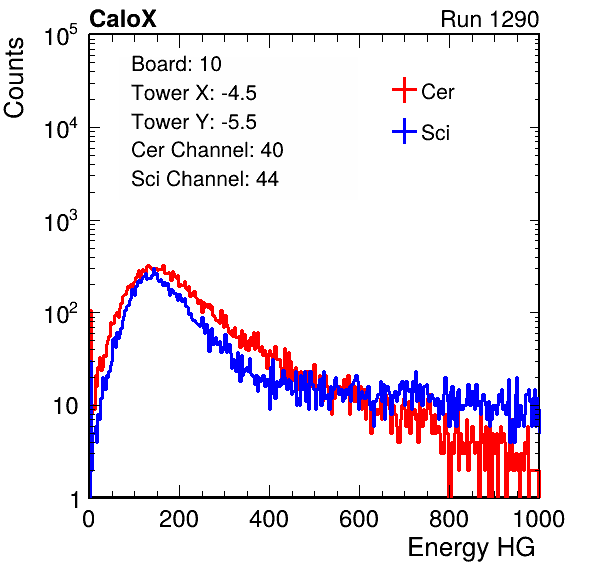 CaloX Run 1290
Counts
Board: 10
Tower X: -4.5
Tower Y: -5.5
Cer Channel: 40
Sci Channel: 44
Cer
Sci
10^5
10^4
10^3
10^2
10
1
0 200 400 600 800 1000
Energy HG